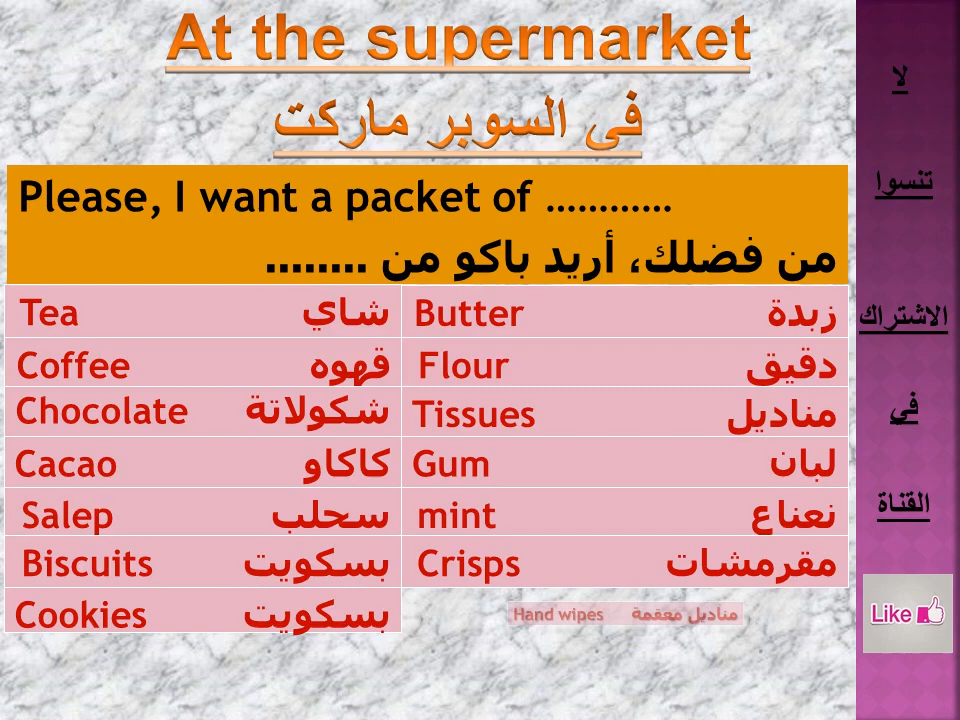 At the supermarket
في السوبر ماركت
Please, I want a packet of …………
من فضلك، أريد باكو من ........
Tea شاي
Butter زبدة
Coffee قهوه
Flour دقيق
Chocolate شكولاتة
Tissues مناديل
Cacao كاكاو
Gum لبان
Salep سحلب
mint نعناع
Biscuits بسكويت
Crisps مقرمشات
Cookies بسكويت
Hand wipes مناديل معقمة
لا
تنسوا
الاشتراك
في
القناة
Like